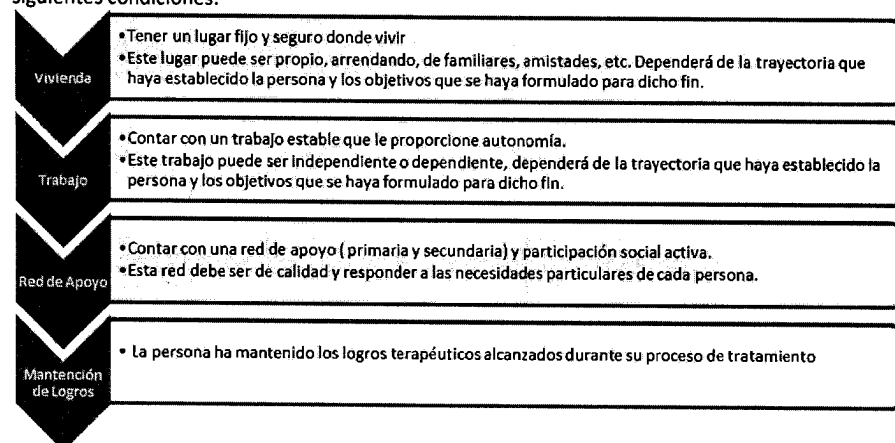 siguientes condiciones:
Vivienda
•Tener un lugar fijo y seguro donde vivir
•Este lugar puede ser propio, arrendando, de familiares, amistades, etc. Dependerá de la trayectoria que
haya establecido la persona y los objetivos que se haya formulado para dicho fin.
Trabajo
•Contar con un trabajo estable que le proporcione autonomía.
•Este trabajo puede ser independiente o dependiente, dependerá de la trayectoria que haya establecido la
persona y los objetivos que se haya formulado para dicho fin.
Red de Apoyo
•Contar con una red de apoyo ( primaria y secundaria) y participación social activa.
•Esta red debe ser de calidad y responder a las necesidades particulares de cada persona.
Mantención
de Logros
• La persona ha mantenido los logros terapéuticos alcanzados durante su proceso de tratamiento